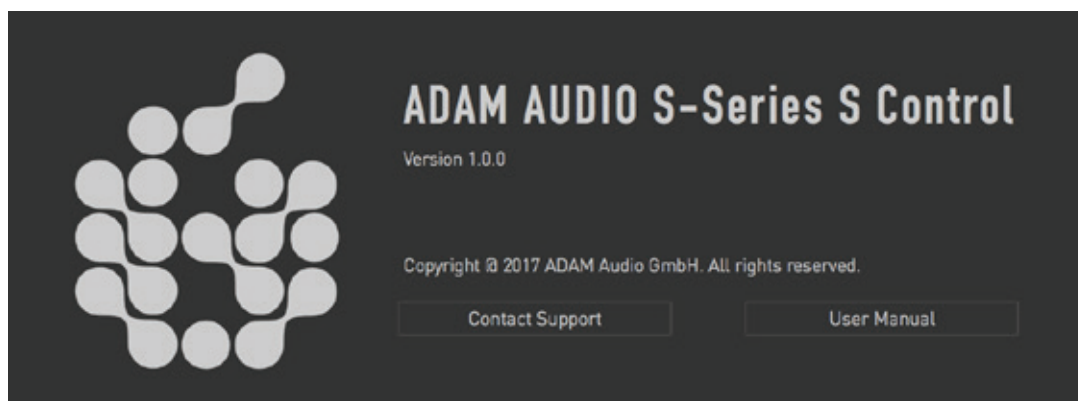 ADAM AUDIO S-Series S Control
Version 1.0.0
Copyright @ 2017 ADAM Audio GmbH. All rights reserved.
Contact Support
User Manual